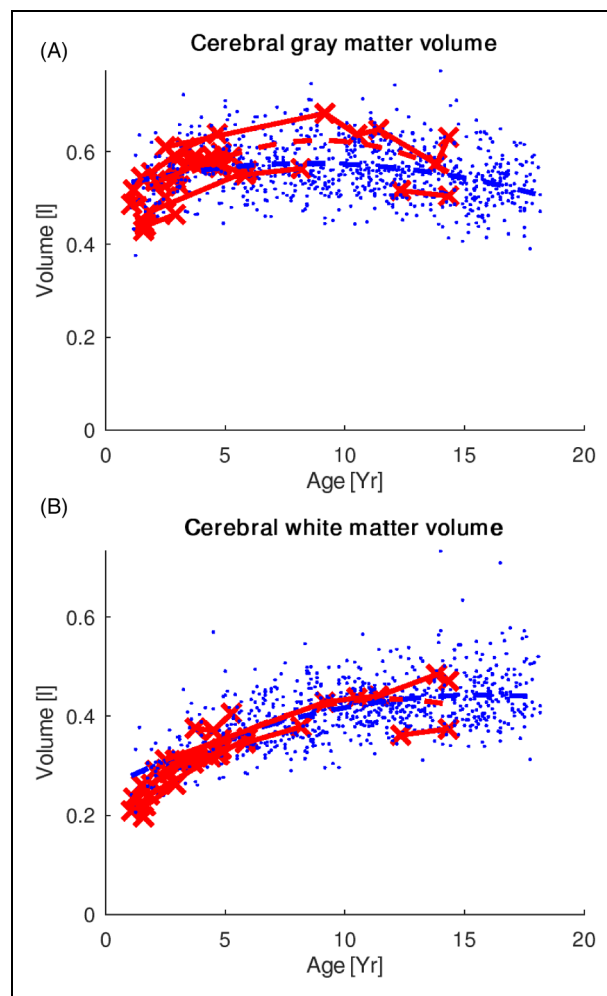 (A)
Cerebral gray matter volume
0.6
0.4
0.2
0
Volume [l]
0 5 10 15 20
Age [Yr]
(B)
Cerebral white matter volume
0.6
0.4
0.2
0
Volume [l]
0 5 10 15 20
Age [Yr]